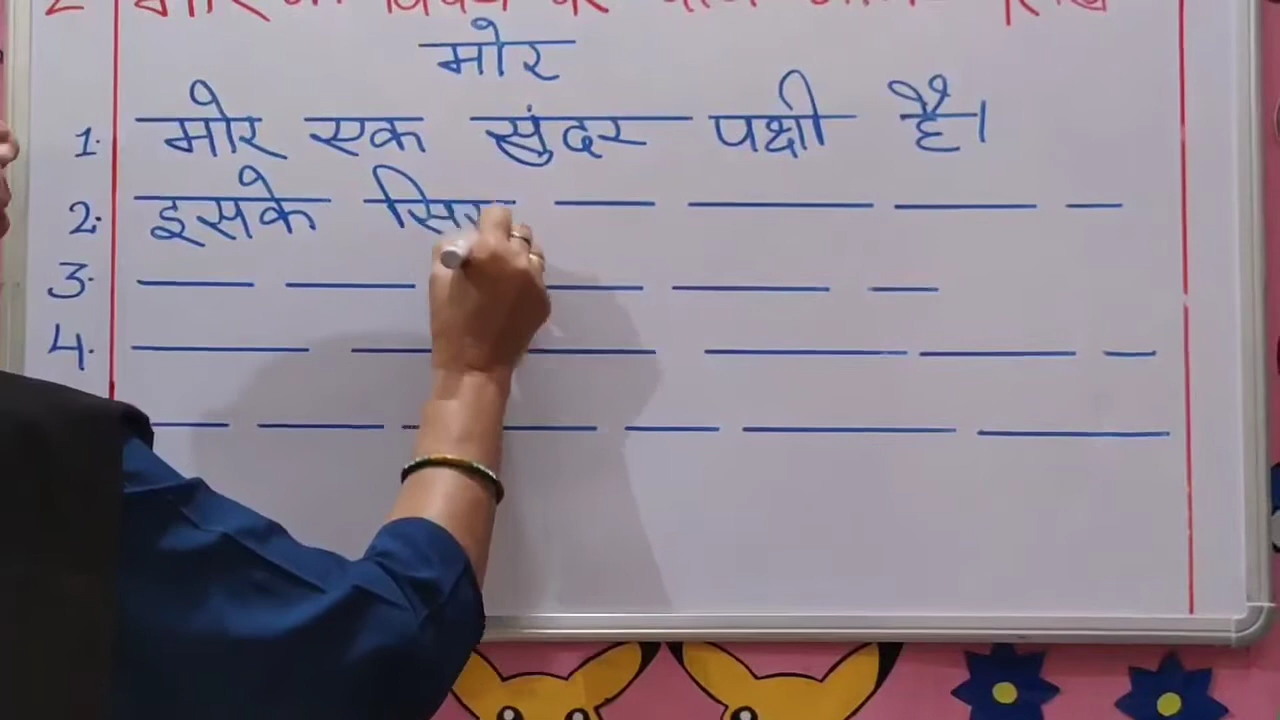 मोर
1. मोर एक सुंदर पक्षी है।
2. इसके सिर
3.
4.